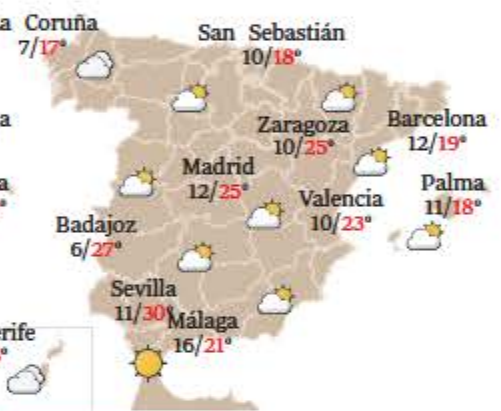 a Coruña
7/17°
San Sebastián
10/18°
a
Zaragoza
10/25°
Barcelona
12/19°
Madrid
12/25°
a
°
Valencia
10/23°
Palma
11/18°
Badajoz
6/27°
Sevilla
11/30°
Málaga
16/21°
erife
°